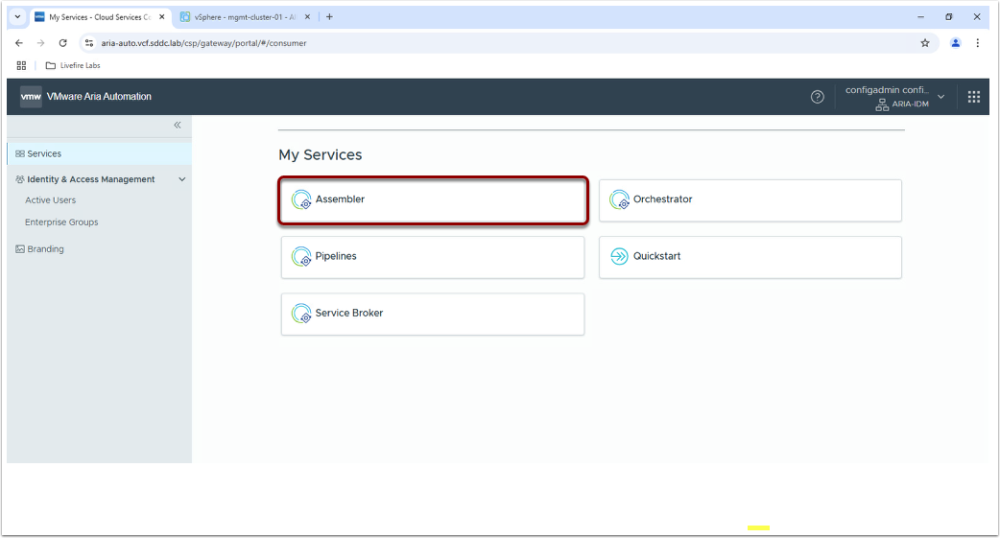 My Services - Cloud Services Co
vSphere - mgmt-cluster-01 - Al
aria-auto.vcf.sddc.lab/csp/gateway/portal/#/consumer
Livefire Labs
vmw VMware Aria Automation
configadmin confi...
ARIA-IDM
Services
Identity & Access Management
Active Users
Enterprise Groups
Branding
My Services
Assembler
Orchestrator
Pipelines
Quickstart
Service Broker